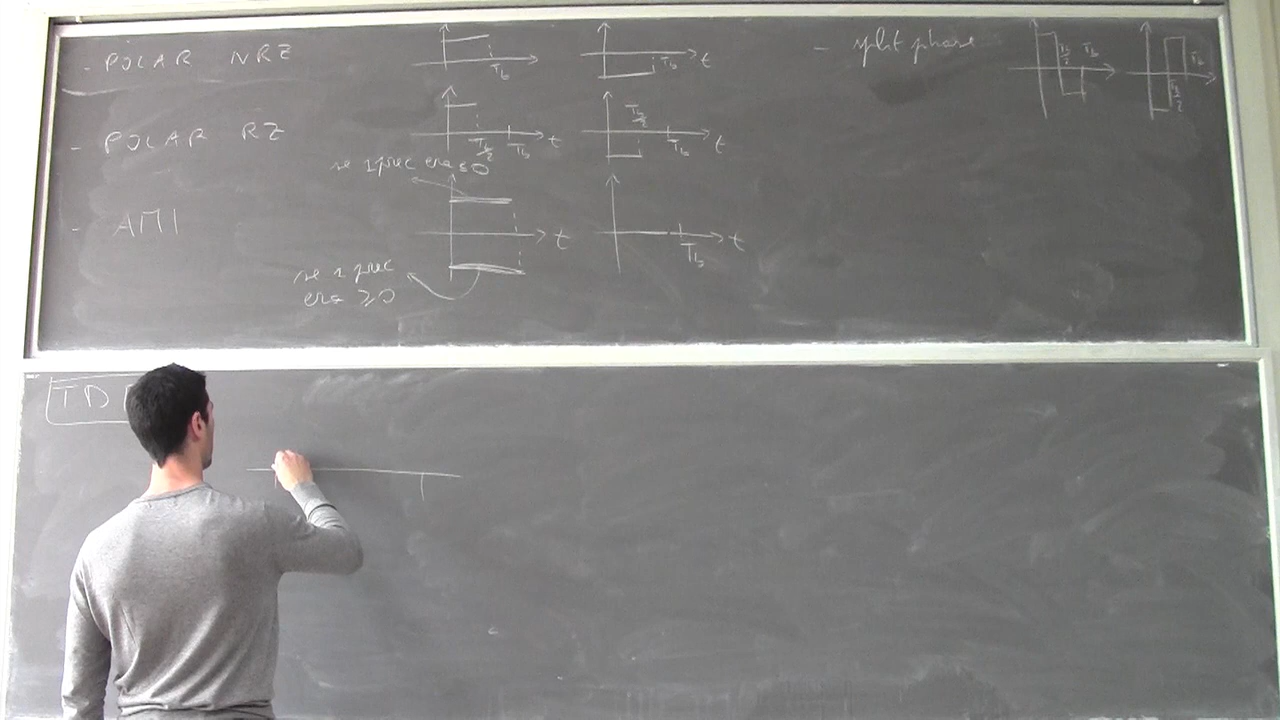 - POLAR NRZ
T_b
T_b t
- POLAR RZ
T_b/2 T_b t
T_b/2 T_b t
- AMI
se 1 prec era ≤0
t
T_b t
se 1 prec
era ≥0
- split phase
T_b/2 T_b
T_b/2 T_b
TD